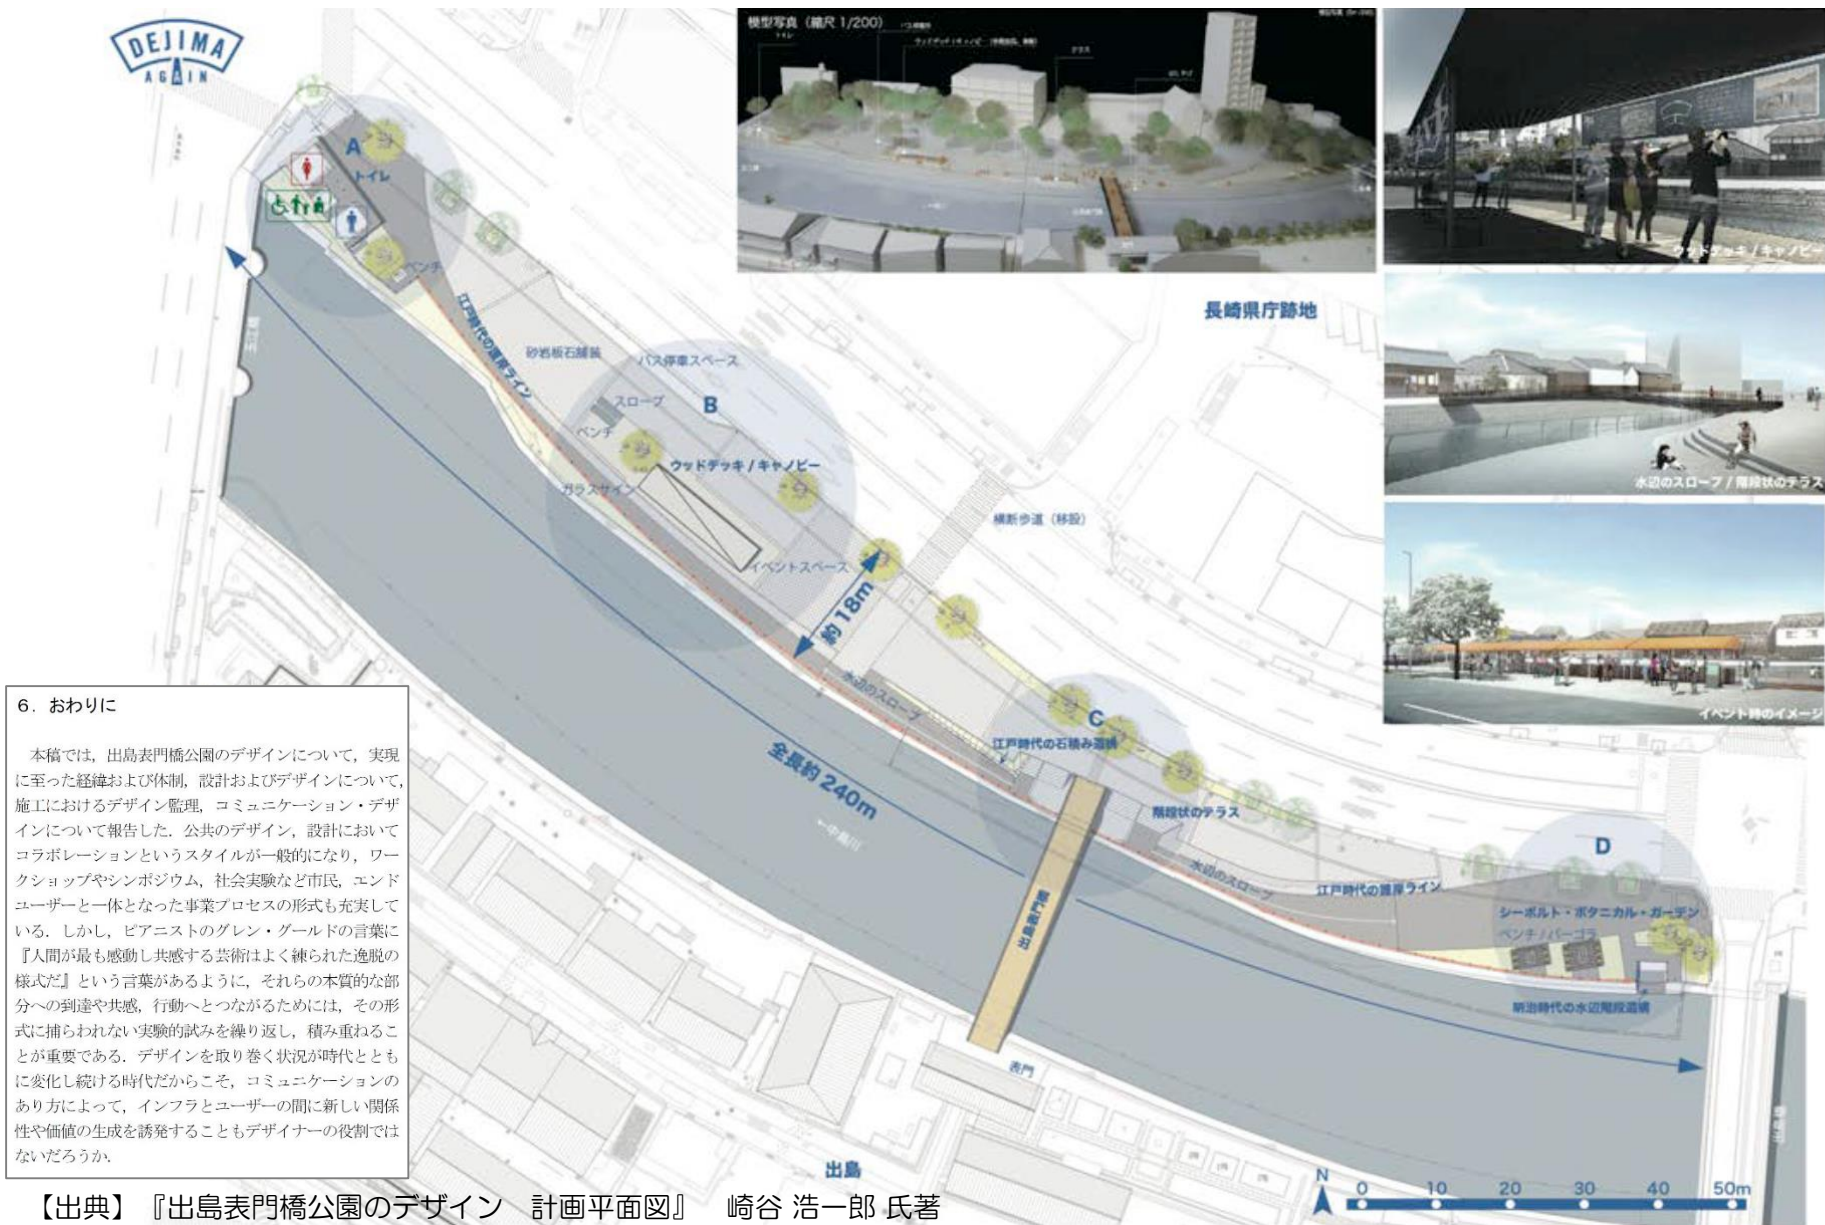 DEJIMA
AGAIN
模型写真（縮尺 1/200）
トイレ
テラス
ウッドデッキ / キャノピー
水辺のスロープ / 階段状のテラス
イベント時のイメージ
長崎県庁跡地
A
トイレ
ベンチ
江戸時代の護岸ライン
砂岩板石舗装
バス停車スペース
B
スロープ
ベンチ
ウッドデッキ / キャノピー
ガラスサイン
イベントスペース
横断歩道（移設）
約 18m
水辺のスロープ
全長約 240m
←中島川
C
江戸時代の石積み遺構
階段状のテラス
出島表門橋
水辺のスロープ
江戸時代の護岸ライン
D
シーボルト・ボタニカル・ガーデン
ベンチ / パーゴラ
明治時代の水辺階段遺構
表門
出島
N
0 10 20 30 40 50m
6．おわりに
本稿では，出島表門橋公園のデザインについて，実現
に至った経緯および体制，設計およびデザインについて，
施工におけるデザイン監理，コミュニケーション・デザ
インについて報告した．公共のデザイン，設計において
コラボレーションというスタイルが一般的になり，ワー
クショップやシンポジウム，社会実験など市民，エンド
ユーザーと一体となった事業プロセスの形式も充実して
いる．しかし，ピアニストのグレン・グールドの言葉に
『人間が最も感動し共感する芸術はよく練られた逸脱の
様式だ』という言葉があるように，それらの本質的な部
分への到達や共感，行動へとつながるためには，その形
式に捕らわれない実験的試みを繰り返し，積み重ねるこ
とが重要である．デザインを取り巻く状況が時代ととも
に変化し続ける時代だからこそ，コミュニケーションの
あり方によって，インフラとユーザーの間に新しい関係
性や価値の生成を誘発することもデザイナーの役割では
ないだろうか．
【出典】『出島表門橋公園のデザイン　計画平面図』　崎谷 浩一郎 氏著